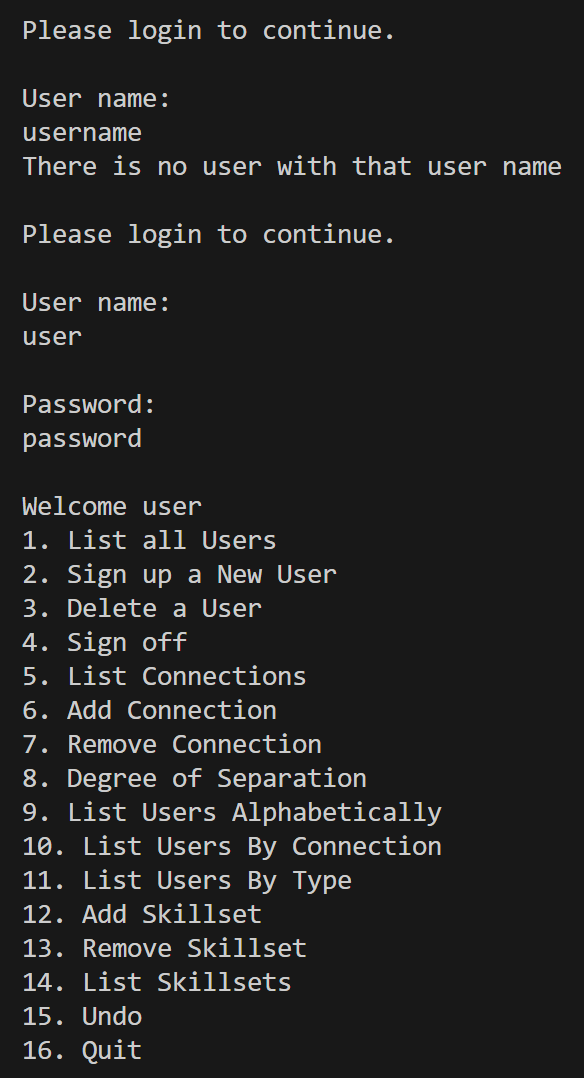 Please login to continue.
User name:
username
There is no user with that user name
Please login to continue.
User name:
user
Password:
password
Welcome user
1. List all Users
2. Sign up a New User
3. Delete a User
4. Sign off
5. List Connections
6. Add Connection
7. Remove Connection
8. Degree of Separation
9. List Users Alphabetically
10. List Users By Connection
11. List Users By Type
12. Add Skillset
13. Remove Skillset
14. List Skillsets
15. Undo
16. Quit